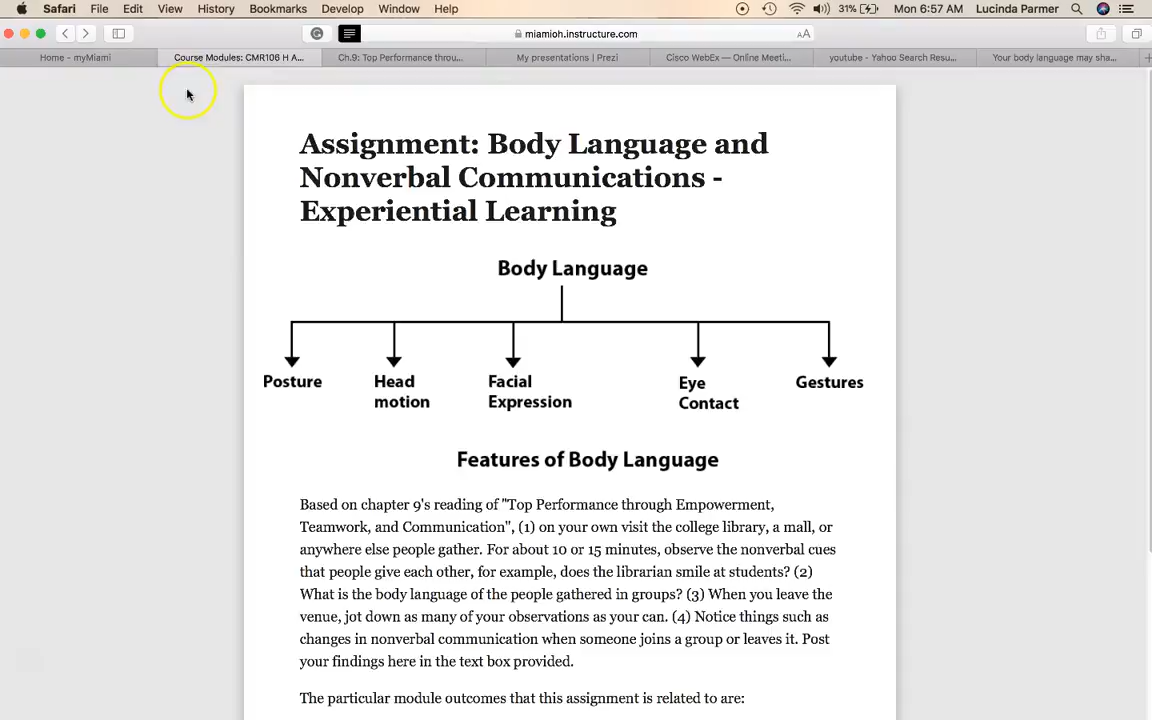 Safari File Edit View History Bookmarks Develop Window Help 31% Mon 6:57 AM Lucinda Parmer
miamioh.instructure.com AA
Home - myMiami Course Modules: CMR106 H A... Ch.9: Top Performance throu... My presentations | Prezi Cisco WebEx — Online Meeti... youtube - Yahoo Search Resu... Your body language may sha...
Assignment: Body Language and
Nonverbal Communications -
Experiential Learning
Body Language
Posture Head motion Facial Expression Eye Contact Gestures
Features of Body Language
Based on chapter 9's reading of "Top Performance through Empowerment,
Teamwork, and Communication", (1) on your own visit the college library, a mall, or
anywhere else people gather. For about 10 or 15 minutes, observe the nonverbal cues
that people give each other, for example, does the librarian smile at students? (2)
What is the body language of the people gathered in groups? (3) When you leave the
venue, jot down as many of your observations as your can. (4) Notice things such as
changes in nonverbal communication when someone joins a group or leaves it. Post
your findings here in the text box provided.
The particular module outcomes that this assignment is related to are: